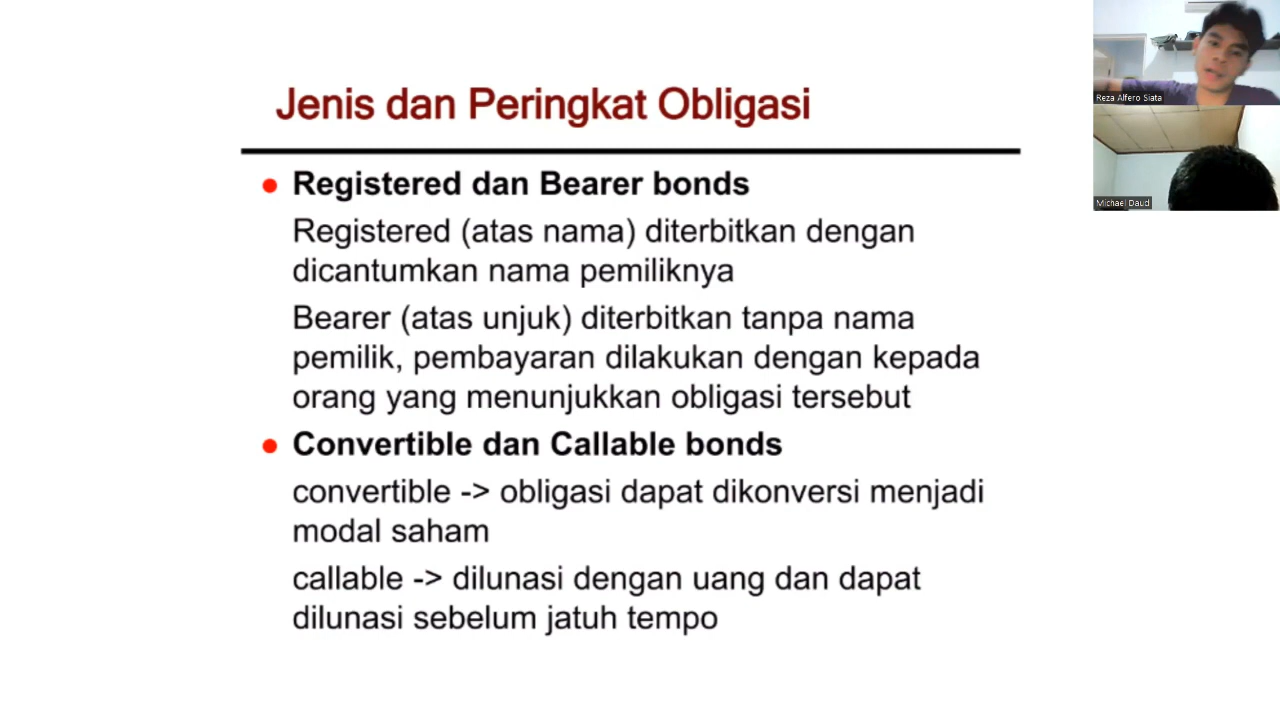 Jenis dan Peringkat Obligasi
Registered dan Bearer bonds
Registered (atas nama) diterbitkan dengan
dicantumkan nama pemiliknya
Bearer (atas unjuk) diterbitkan tanpa nama
pemilik, pembayaran dilakukan dengan kepada
orang yang menunjukkan obligasi tersebut
Convertible dan Callable bonds
convertible -> obligasi dapat dikonversi menjadi
modal saham
callable -> dilunasi dengan uang dan dapat
dilunasi sebelum jatuh tempo
Reza Alfero Siata
Michael Daud